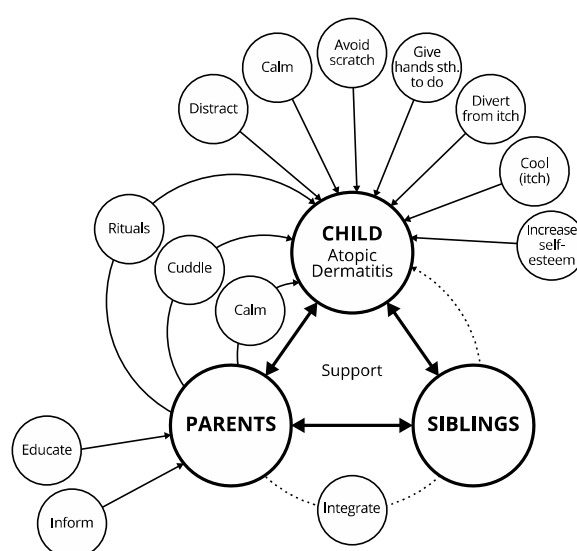 Avoid
scratch
Calm
Give
hands sth.
to do
Distract
Divert
from itch
Cool
(itch)
Rituals
CHILD
Atopic
Dermatitis
Increase
self-
esteem
Cuddle
Calm
Support
PARENTS
SIBLINGS
Educate
Integrate
Inform